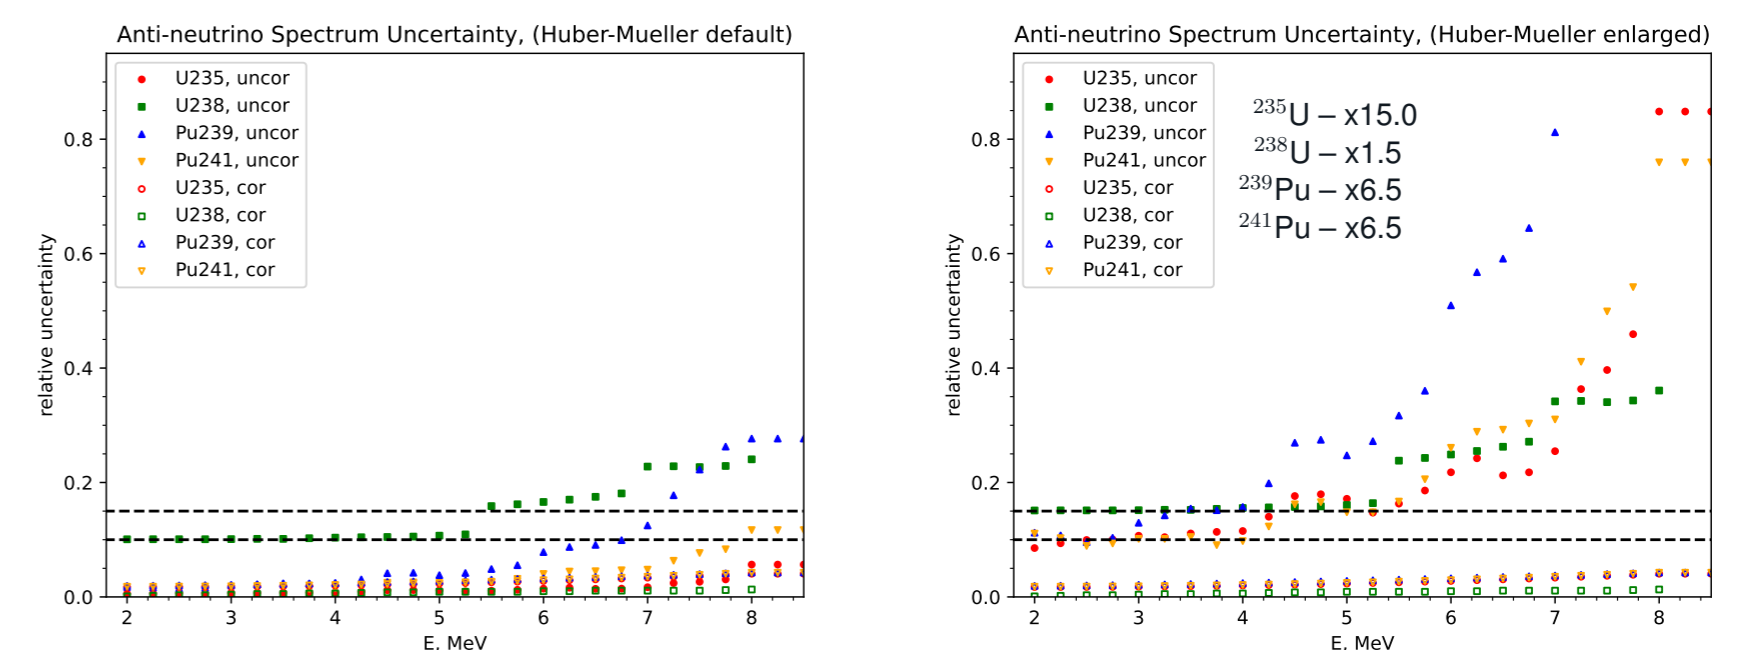 Anti-neutrino Spectrum Uncertainty, (Huber-Mueller default)
U235, uncor
U238, uncor
Pu239, uncor
Pu241, uncor
U235, cor
U238, cor
Pu239, cor
Pu241, cor
relative uncertainty
0.8
0.6
0.4
0.2
0.0
2 3 4 5 6 7 8
E, MeV
Anti-neutrino Spectrum Uncertainty, (Huber-Mueller enlarged)
U235, uncor
U238, uncor
Pu239, uncor
Pu241, uncor
U235, cor
U238, cor
Pu239, cor
Pu241, cor
235U – x15.0
238U – x1.5
239Pu – x6.5
241Pu – x6.5
relative uncertainty
0.8
0.6
0.4
0.2
0.0
2 3 4 5 6 7 8
E, MeV